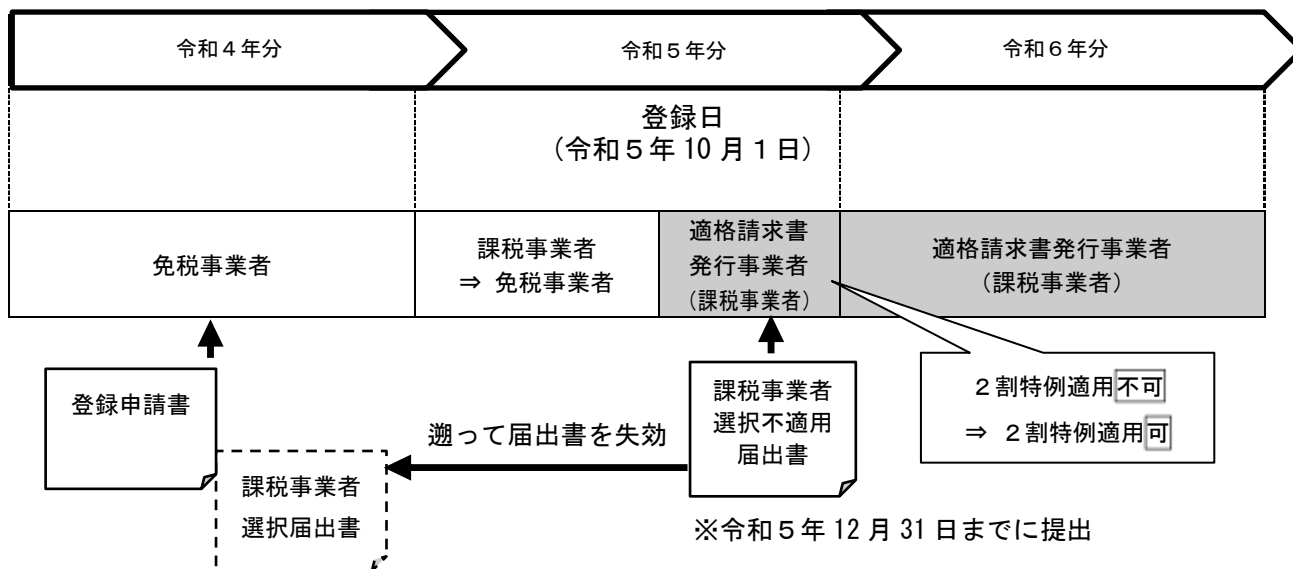 令和４年分
令和５年分
令和６年分
登録日
（令和５年 10 月１日）
免税事業者
課税事業者
⇒ 免税事業者
適格請求書
発行事業者
（課税事業者）
適格請求書発行事業者
（課税事業者）
登録申請書
課税事業者
選択届出書
遡って届出書を失効
課税事業者
選択不適用
届出書
２割特例適用不可
⇒ ２割特例適用可
※令和５年 12 月 31 日までに提出